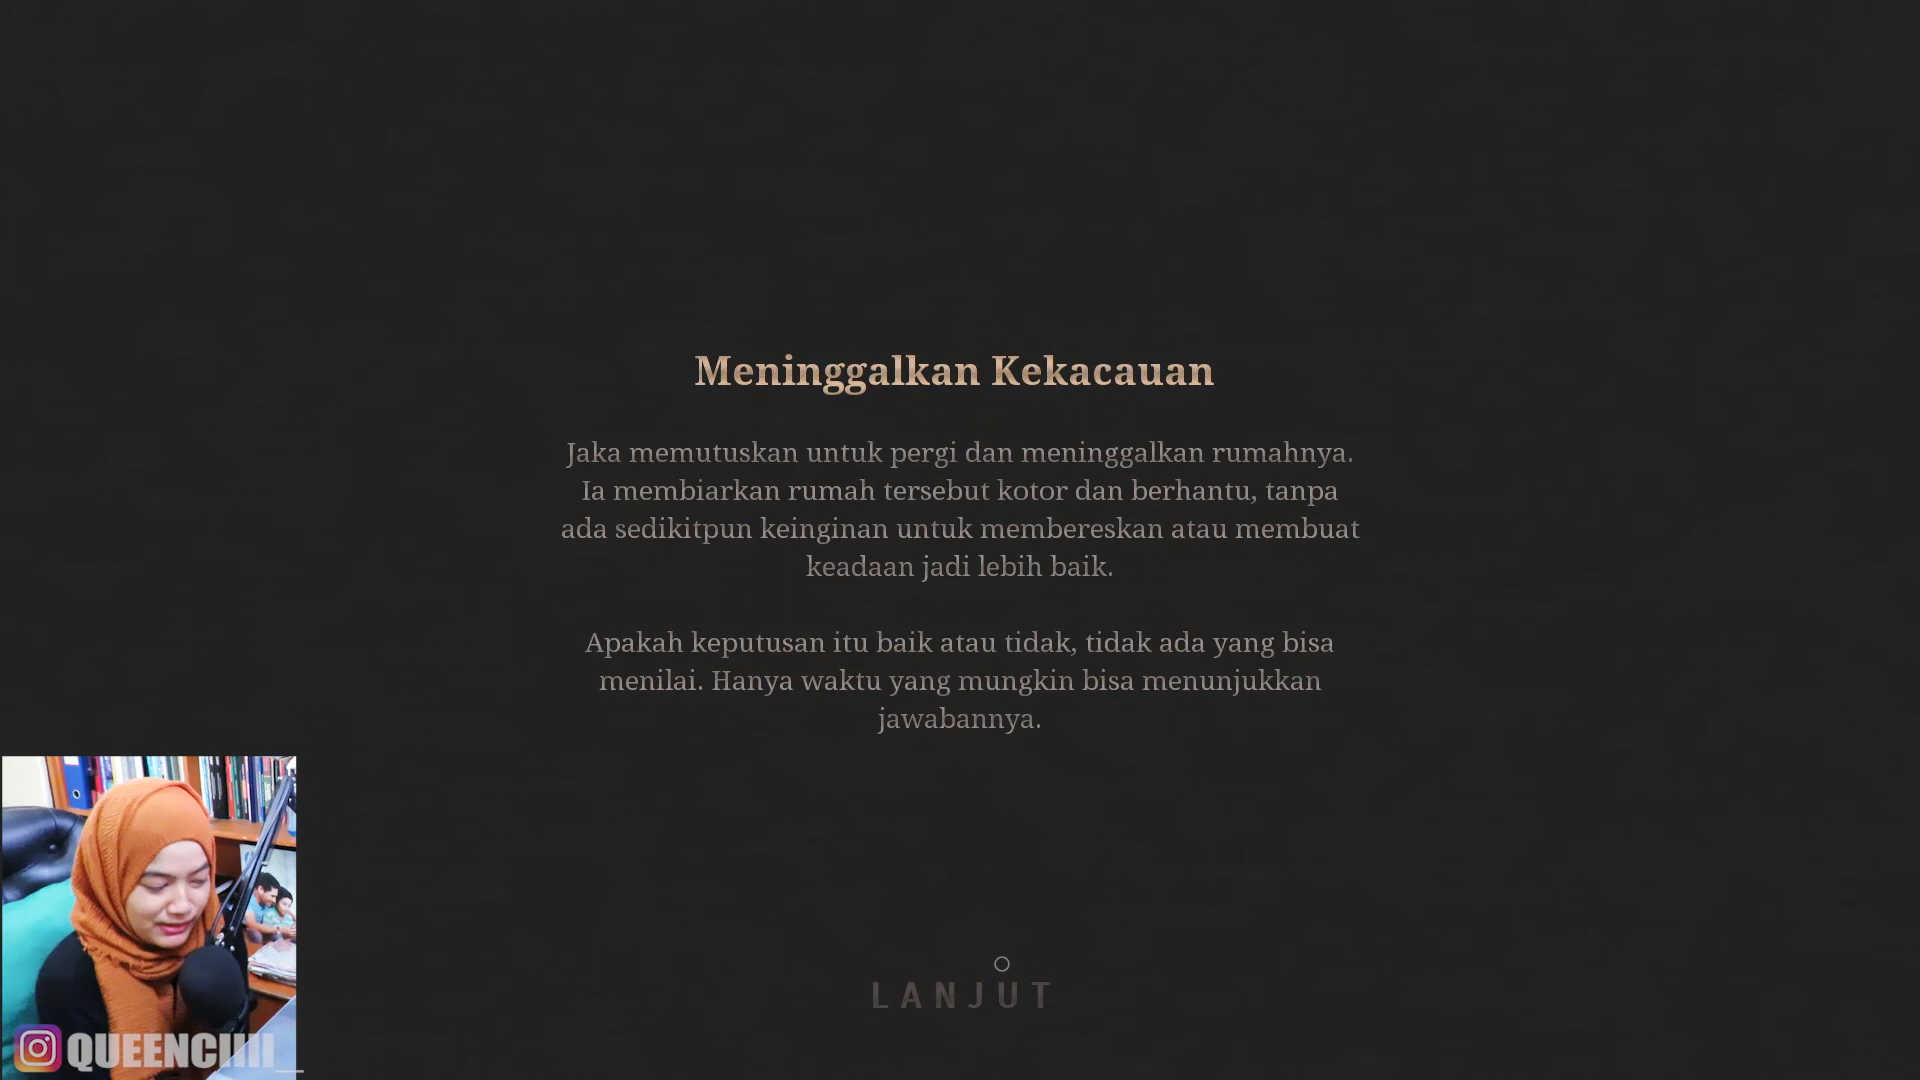 Meninggalkan Kekacauan
Jaka memutuskan untuk pergi dan meninggalkan rumahnya.
Ia membiarkan rumah tersebut kotor dan berhantu, tanpa
ada sedikitpun keinginan untuk membereskan atau membuat
keadaan jadi lebih baik.
Apakah keputusan itu baik atau tidak, tidak ada yang bisa
menilai. Hanya waktu yang mungkin bisa menunjukkan
jawabannya.
LANJUT